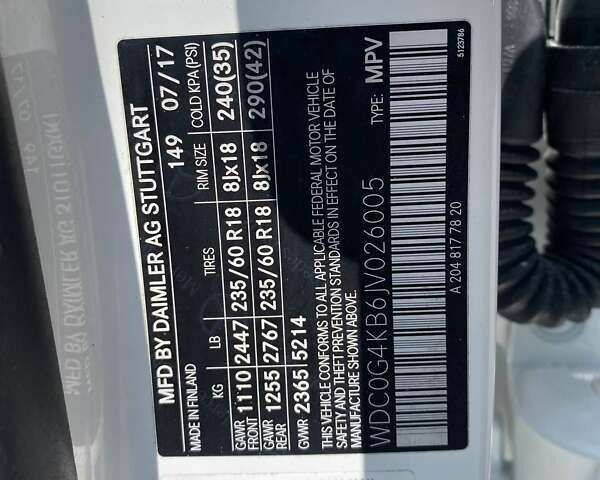 MFD BY DAIMLER AG STUTTGART
MADE IN FINLAND 149 07/17
KG LB TIRES RIM SIZE COLD KPA(PSI)
GAWR FRONT 1110 2447 235/60 R18 8Jx18 240(35)
GAWR REAR 1255 2767 235/60 R18 8Jx18 290(42)
GVWR 2365 5214
THIS VEHICLE CONFORMS TO ALL APPLICABLE FEDERAL MOTOR VEHICLE
SAFETY AND THEFT PREVENTION STANDARDS IN EFFECT ON THE DATE OF
MANUFACTURE SHOWN ABOVE.
WDC0G4KB6JV026005 TYPE: MPV
A 204 817 78 20
5123786